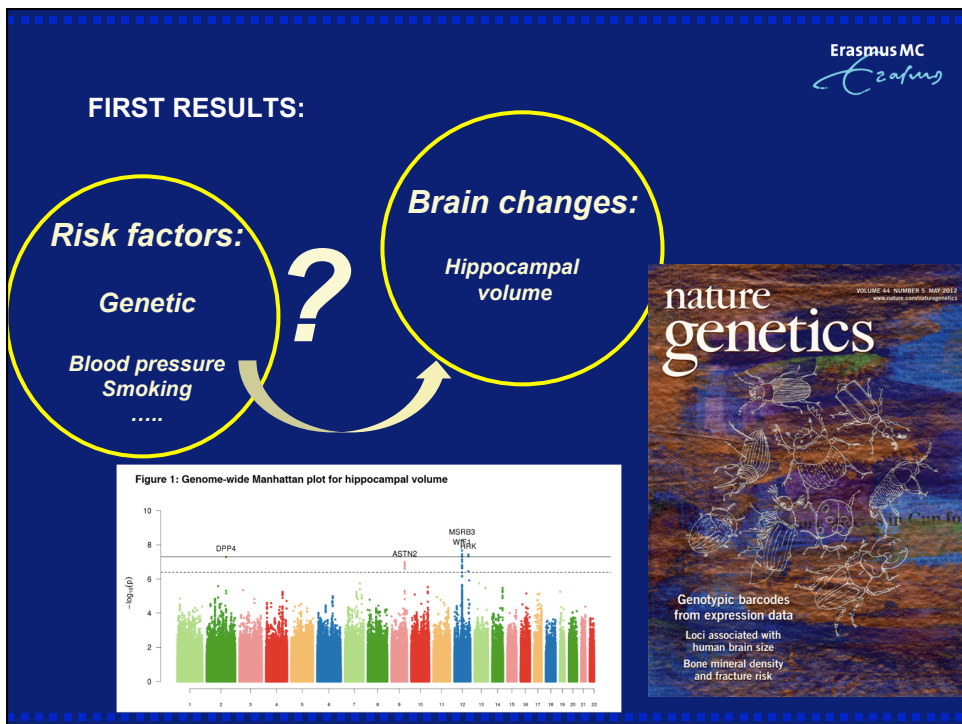 Erasmus MC
Erasmus
FIRST RESULTS:
Risk factors:
Genetic
Blood pressure
Smoking
.....
?
Brain changes:
Hippocampal
volume
nature
genetics
VOLUME 44 NUMBER 5 MAY 2012
www.nature.com/naturegenetics
Genotypic barcodes
from expression data
Loci associated with
human brain size
Bone mineral density
and fracture risk
Figure 1: Genome-wide Manhattan plot for hippocampal volume
−log₁₀(p)
10
8
6
4
2
0
DPP4
ASTN2
MSRB3
WIF1
HRK
1 2 3 4 5 6 7 8 9 10 11 12 13 14 15 16 17 18 19 20 21 22